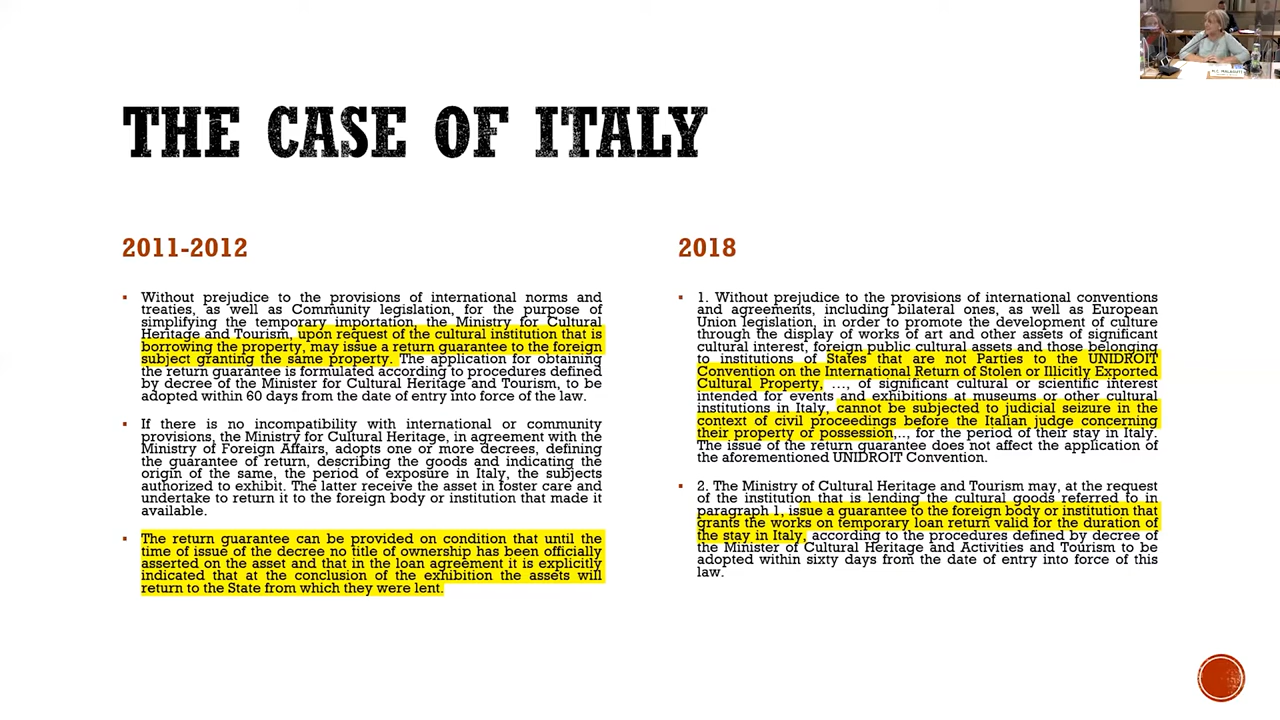 THE CASE OF ITALY
2011-2012
▪ Without prejudice to the provisions of international norms and
treaties, as well as Community legislation, for the purpose of
simplifying the temporary importation, the Ministry for Cultural
Heritage and Tourism, upon request of the cultural institution that is
borrowing the property, may issue a return guarantee to the foreign
subject granting the same property. The application for obtaining
the return guarantee is formulated according to procedures defined
by decree of the Minister for Cultural Heritage and Tourism, to be
adopted within 60 days from the date of entry into force of the law.
▪ If there is no incompatibility with international or community
provisions, the Ministry for Cultural Heritage, in agreement with the
Ministry of Foreign Affairs, adopts one or more decrees, defining
the guarantee of return, describing the goods and indicating the
origin of the same, the period of exposure in Italy, the subjects
authorized to exhibit. The latter receive the asset in foster care and
undertake to return it to the foreign body or institution that made it
available.
▪ The return guarantee can be provided on condition that until the
time of issue of the decree no title of ownership has been officially
asserted on the asset and that in the loan agreement it is explicitly
indicated that at the conclusion of the exhibition the assets will
return to the State from which they were lent.
2018
▪ 1. Without prejudice to the provisions of international conventions
and agreements, including bilateral ones, as well as European
Union legislation, in order to promote the development of culture
through the display of works of art and other assets of significant
cultural interest, foreign public cultural assets and those belonging
to institutions of States that are not Parties to the UNIDROIT
Convention on the International Return of Stolen or Illicitly Exported
Cultural Property, ...., of significant cultural or scientific interest
intended for events and exhibitions at museums or other cultural
institutions in Italy, cannot be subjected to judicial seizure in the
context of civil proceedings before the Italian judge concerning
their property or possession,.., for the period of their stay in Italy.
The issue of the return guarantee does not affect the application of
the aforementioned UNIDROIT Convention.
▪ 2. The Ministry of Cultural Heritage and Tourism may, at the request
of the institution that is lending the cultural goods referred to in
paragraph 1, issue a guarantee to the foreign body or institution that
grants the works on temporary loan return valid for the duration of
the stay in Italy, according to the procedures defined by decree of
the Minister of Cultural Heritage and Activities and Tourism to be
adopted within sixty days from the date of entry into force of this
law.